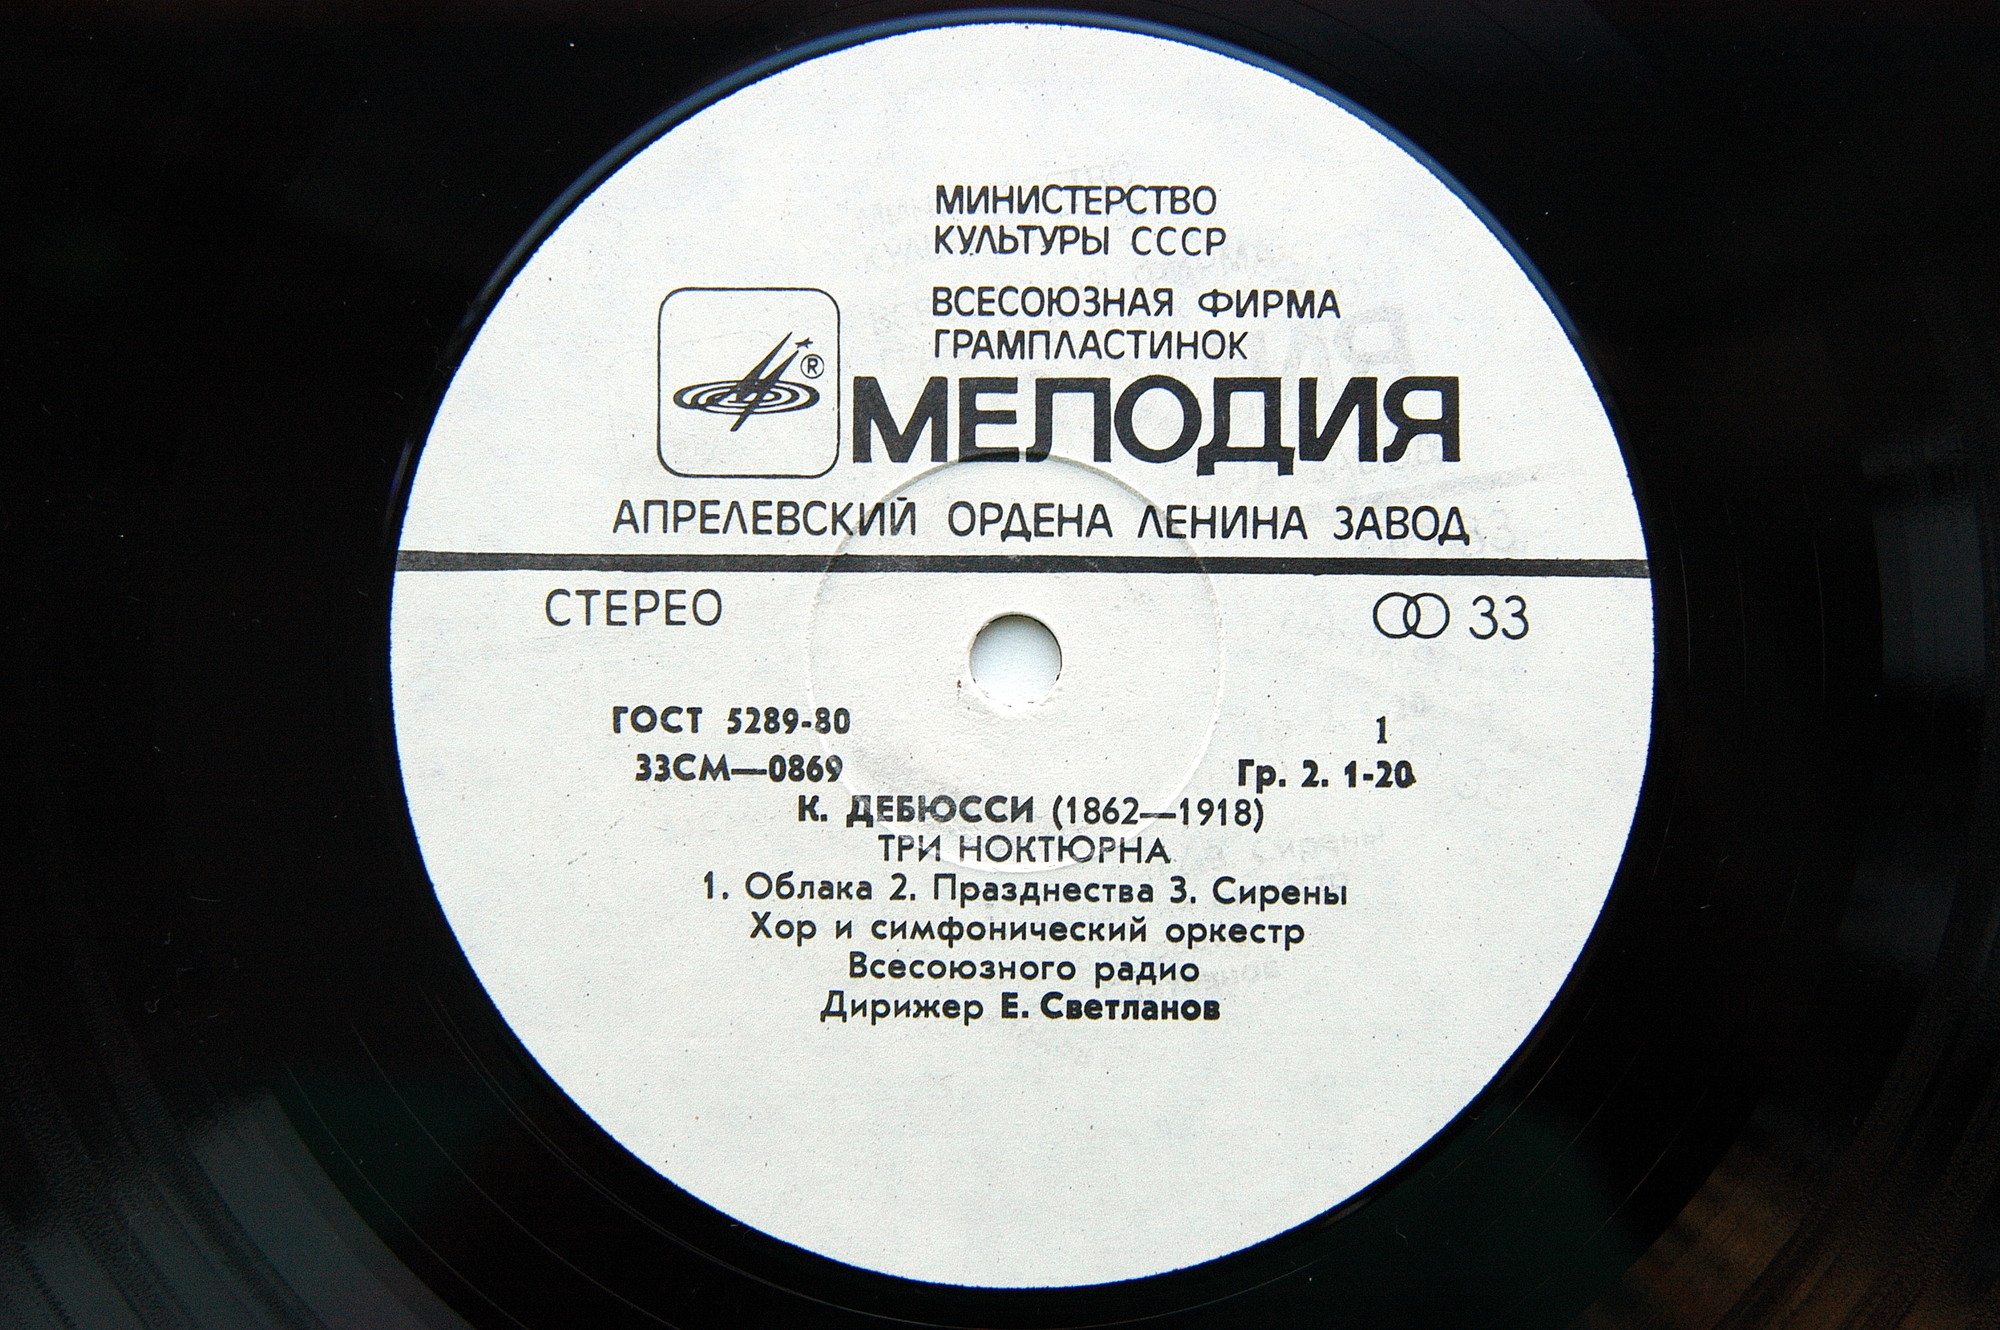 МИНИСТЕРСТВО
КУЛЬТУРЫ СССР
ВСЕСОЮЗНАЯ ФИРМА
ГРАМПЛАСТИНОК
®
МЕЛОДИЯ
АПРЕЛЕВСКИЙ ОРДЕНА ЛЕНИНА ЗАВОД
СТЕРЕО 33
ГОСТ 5289-80 1
33СМ—0869 Гр. 2. 1-20
К. ДЕБЮССИ (1862—1918)
ТРИ НОКТЮРНА
1. Облака 2. Празднества 3. Сирены
Хор и симфонический оркестр
Всесоюзного радио
Дирижер Е. Светланов